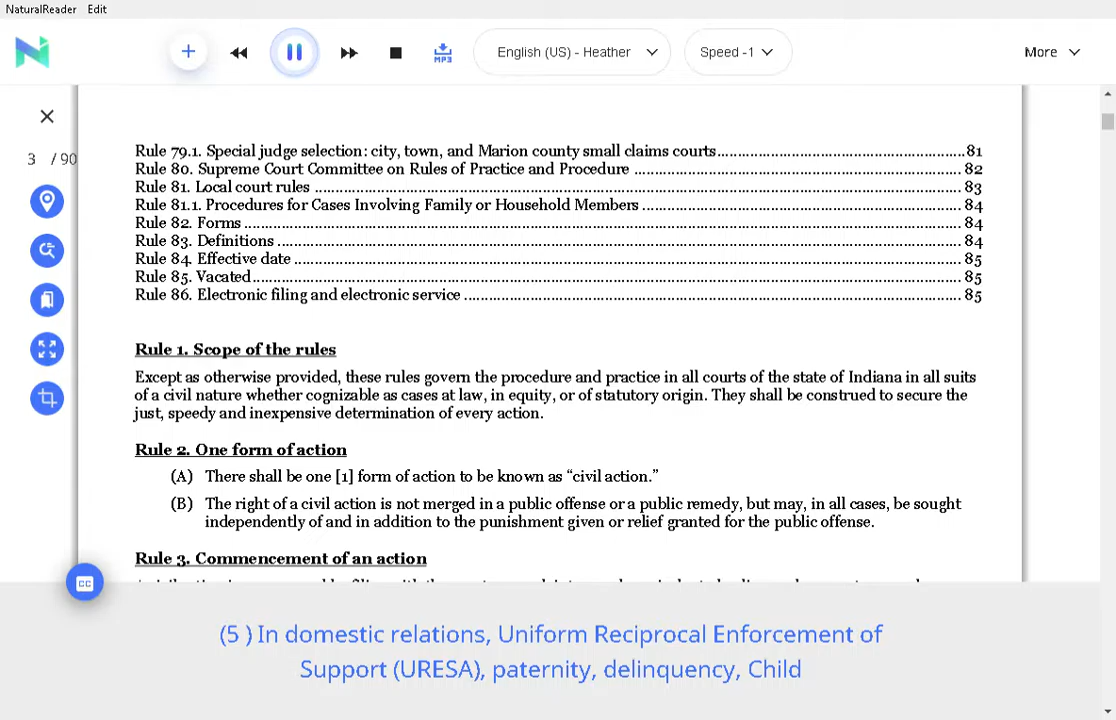 NaturalReader Edit
MP3 English (US) - Heather Speed -1 More
3 / 90
Rule 79.1. Special judge selection: city, town, and Marion county small claims courts 81
Rule 80. Supreme Court Committee on Rules of Practice and Procedure 82
Rule 81. Local court rules 83
Rule 81.1. Procedures for Cases Involving Family or Household Members 84
Rule 82. Forms 84
Rule 83. Definitions 84
Rule 84. Effective date 85
Rule 85. Vacated 85
Rule 86. Electronic filing and electronic service 85
Rule 1. Scope of the rules
Except as otherwise provided, these rules govern the procedure and practice in all courts of the state of Indiana in all suits
of a civil nature whether cognizable as cases at law, in equity, or of statutory origin. They shall be construed to secure the
just, speedy and inexpensive determination of every action.
Rule 2. One form of action
(A) There shall be one [1] form of action to be known as “civil action.”
(B) The right of a civil action is not merged in a public offense or a public remedy, but may, in all cases, be sought
independently of and in addition to the punishment given or relief granted for the public offense.
Rule 3. Commencement of an action
CC
(5 ) In domestic relations, Uniform Reciprocal Enforcement of
Support (URESA), paternity, delinquency, Child